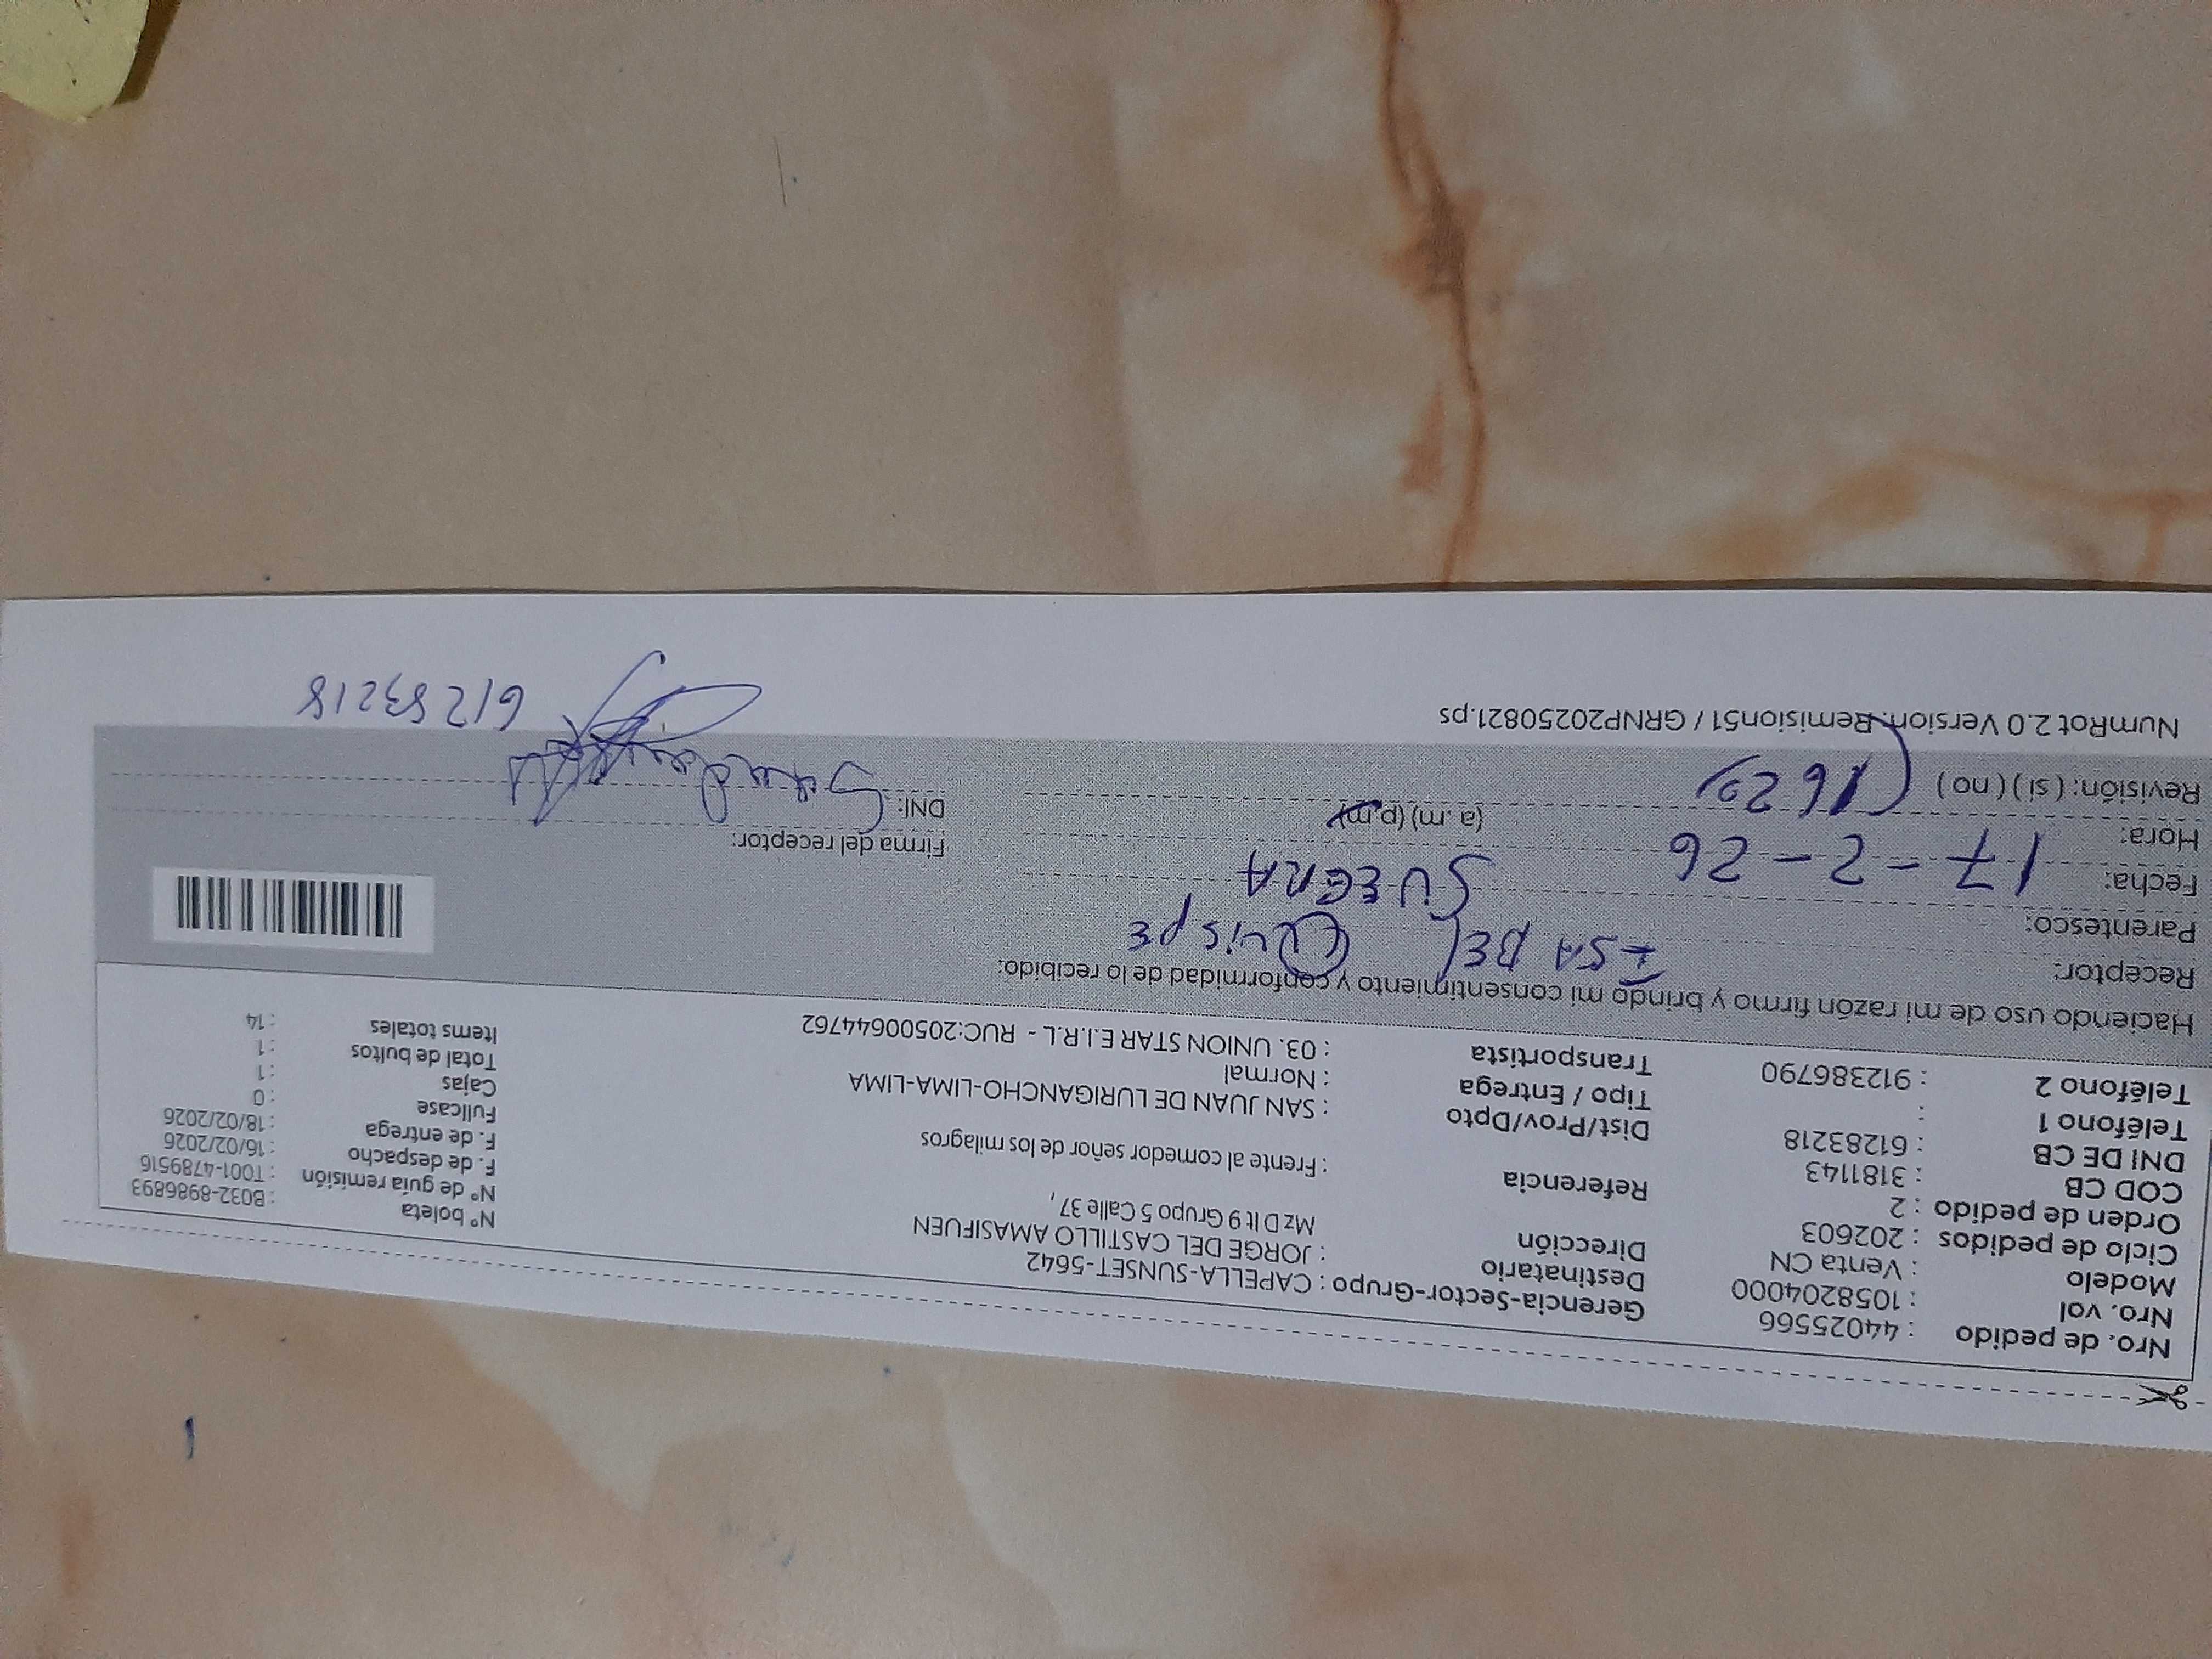 Nro. de pedido : 44025566
Nro. vol : 1058204000
Modelo : Venta CN
Ciclo de pedidos : 202603
Orden de pedido : 2
COD CB : 3181143
DNI DE CB : 61283218
Teléfono 1 :
Teléfono 2 : 912386790
Gerencia-Sector-Grupo : CAPELLA-SUNSET-5642
Destinatario : JORGE DEL CASTILLO AMASIFUEN
Dirección Mz D lt 9 Grupo 5 Calle 37 ,
Referencia : Frente al comedor señor de los milagros
Dist/Prov/Dpto : SAN JUAN DE LURIGANCHO-LIMA-LIMA
Tipo / Entrega : Normal
Transportista : 03. UNION STAR E.I.R.L - RUC:20500644762
N° boleta : B032-8986893
N° de guía remisión : T001-4789516
F. de despacho : 16/02/2026
F. de entrega : 18/02/2026
Fullcase : 0
Cajas : 1
Total de bultos : 1
Items totales : 14
Haciendo uso de mi razón firmo y brindo mi consentimiento y conformidad de lo recibido:
Receptor: ISABEL QUISPE
Parentesco: SUEGRA
Fecha: 17-2-26
Hora: (a.m) (p.m)
Revisión: (si) (no)
Firma del receptor:
DNI:
61283218
NumRot 2.0 Version: Remision51 / GRNP20250821.ps